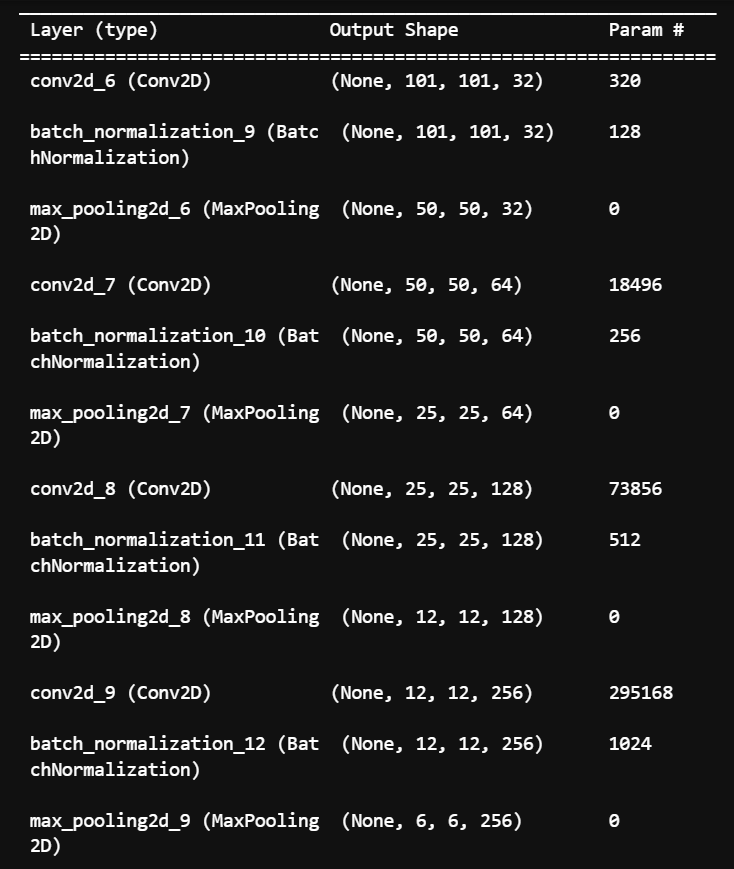 Layer (type) Output Shape Param #
=================================================================
conv2d_6 (Conv2D) (None, 101, 101, 32) 320
batch_normalization_9 (Batc (None, 101, 101, 32) 128
hNormalization)
max_pooling2d_6 (MaxPooling (None, 50, 50, 32) 0
2D)
conv2d_7 (Conv2D) (None, 50, 50, 64) 18496
batch_normalization_10 (Bat (None, 50, 50, 64) 256
chNormalization)
max_pooling2d_7 (MaxPooling (None, 25, 25, 64) 0
2D)
conv2d_8 (Conv2D) (None, 25, 25, 128) 73856
batch_normalization_11 (Bat (None, 25, 25, 128) 512
chNormalization)
max_pooling2d_8 (MaxPooling (None, 12, 12, 128) 0
2D)
conv2d_9 (Conv2D) (None, 12, 12, 256) 295168
batch_normalization_12 (Bat (None, 12, 12, 256) 1024
chNormalization)
max_pooling2d_9 (MaxPooling (None, 6, 6, 256) 0
2D)